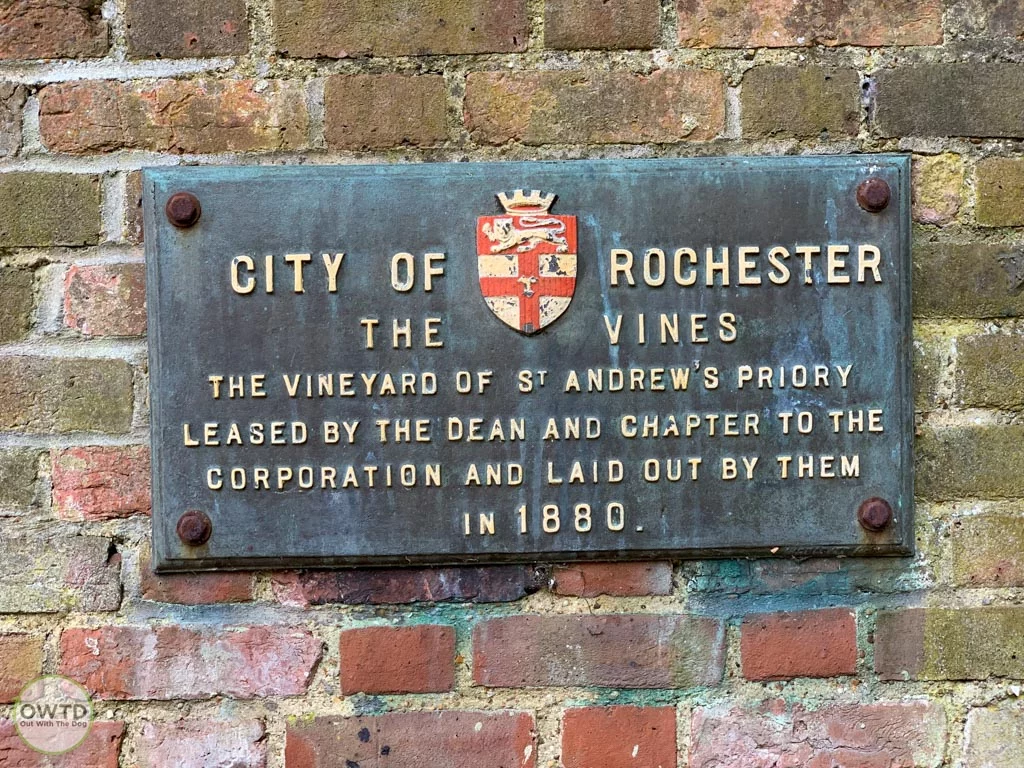 CITY OF ROCHESTER
THE VINES
THE VINEYARD OF ST ANDREW'S PRIORY
LEASED BY THE DEAN AND CHAPTER TO THE
CORPORATION AND LAID OUT BY THEM
IN 1880.
OWTD
Out With The Dog